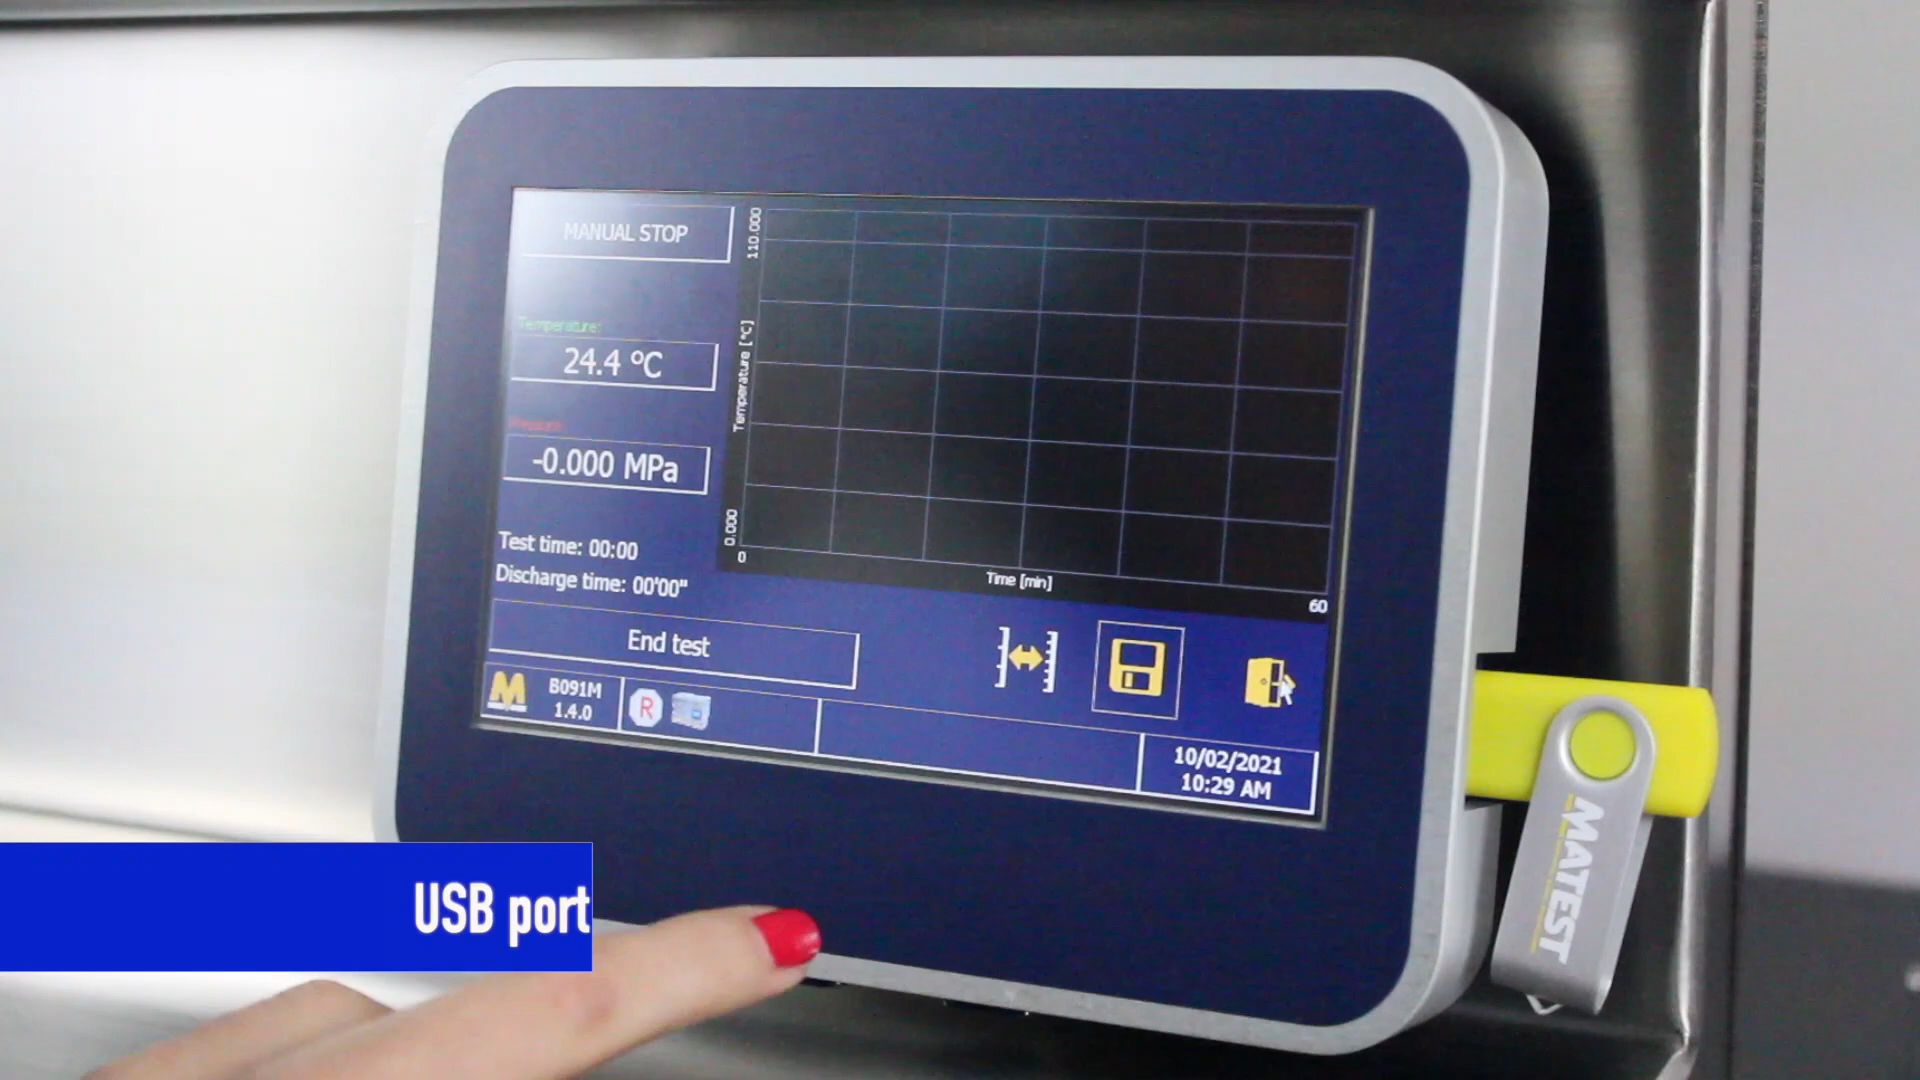 MANUAL STOP
Temperature:
24.4 °C
Pressure:
-0.000 MPa
Test time: 00:00
Discharge time: 00'00"
110.000
Temperature [°C]
0.000
0
Time [min]
60
End test
M
B091M
1.4.0
R
10/02/2021
10:29 AM
MATEST
USB port